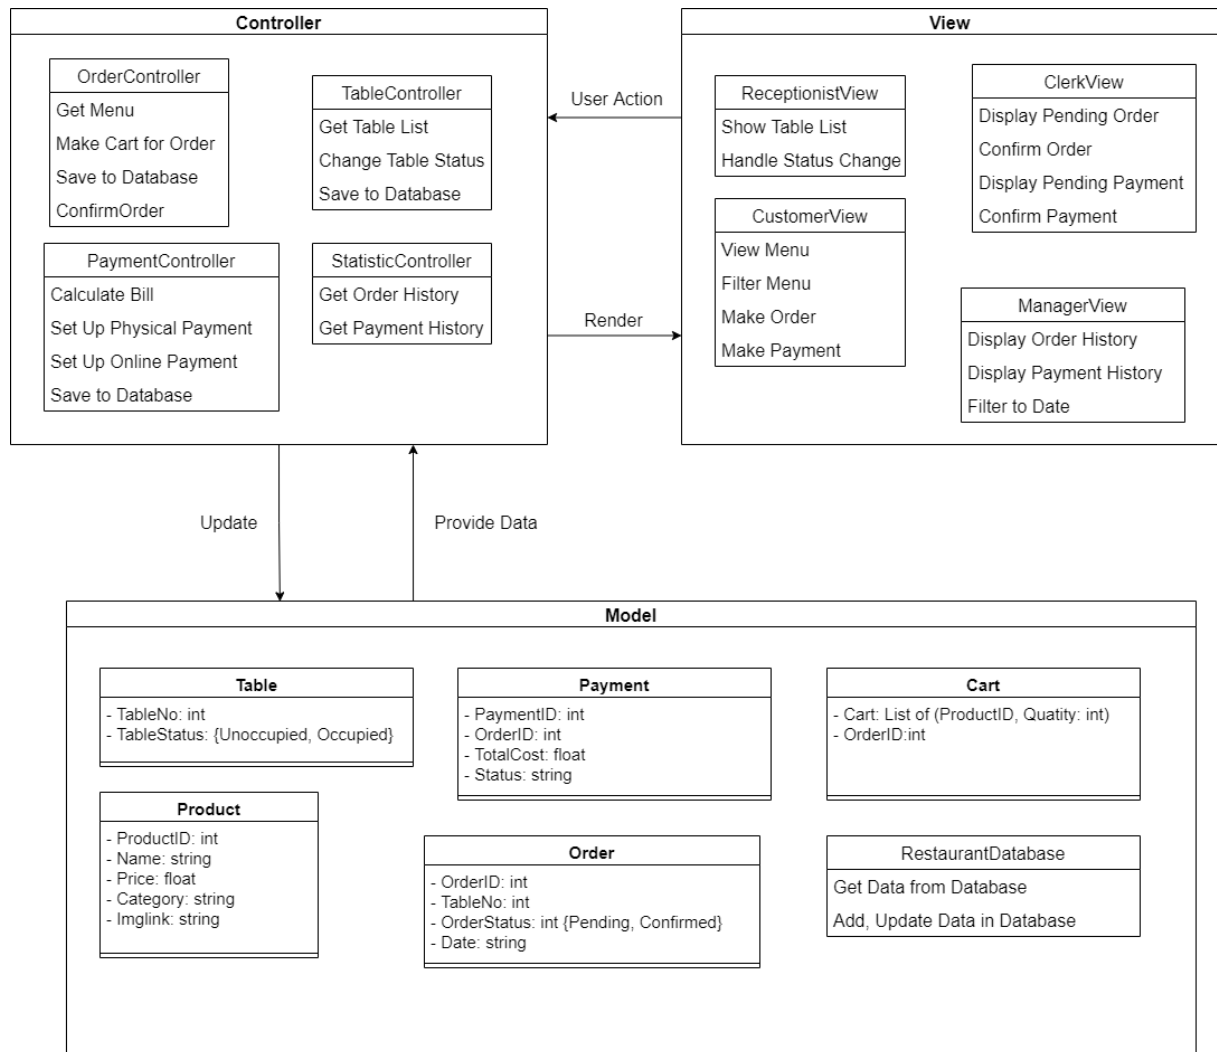 Controller
OrderController
Get Menu
Make Cart for Order
Save to Database
ConfirmOrder
TableController
Get Table List
Change Table Status
Save to Database
PaymentController
Calculate Bill
Set Up Physical Payment
Set Up Online Payment
Save to Database
StatisticController
Get Order History
Get Payment History
User Action
Render
View
ReceptionistView
Show Table List
Handle Status Change
ClerkView
Display Pending Order
Confirm Order
Display Pending Payment
Confirm Payment
CustomerView
View Menu
Filter Menu
Make Order
Make Payment
ManagerView
Display Order History
Display Payment History
Filter to Date
Update
Provide Data
Model
Table
- TableNo: int
- TableStatus: {Unoccupied, Occupied}
Payment
- PaymentID: int
- OrderID: int
- TotalCost: float
- Status: string
Cart
- Cart: List of (ProductID, Quatity: int)
- OrderID:int
Product
- ProductID: int
- Name: string
- Price: float
- Category: string
- Imglink: string
Order
- OrderID: int
- TableNo: int
- OrderStatus: int {Pending, Confirmed}
- Date: string
RestaurantDatabase
Get Data from Database
Add, Update Data in Database